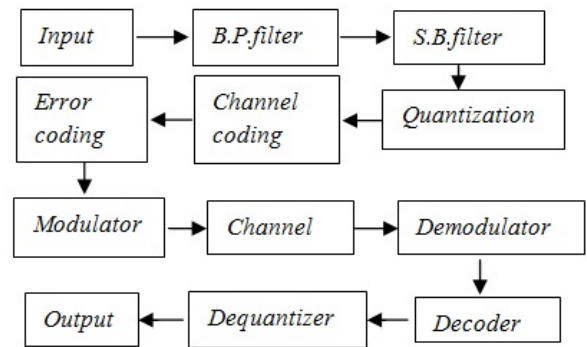 Input
B.P.filter
S.B.filter
Error
coding
Channel
coding
Quantization
Modulator
Channel
Demodulator
Output
Dequantizer
Decoder